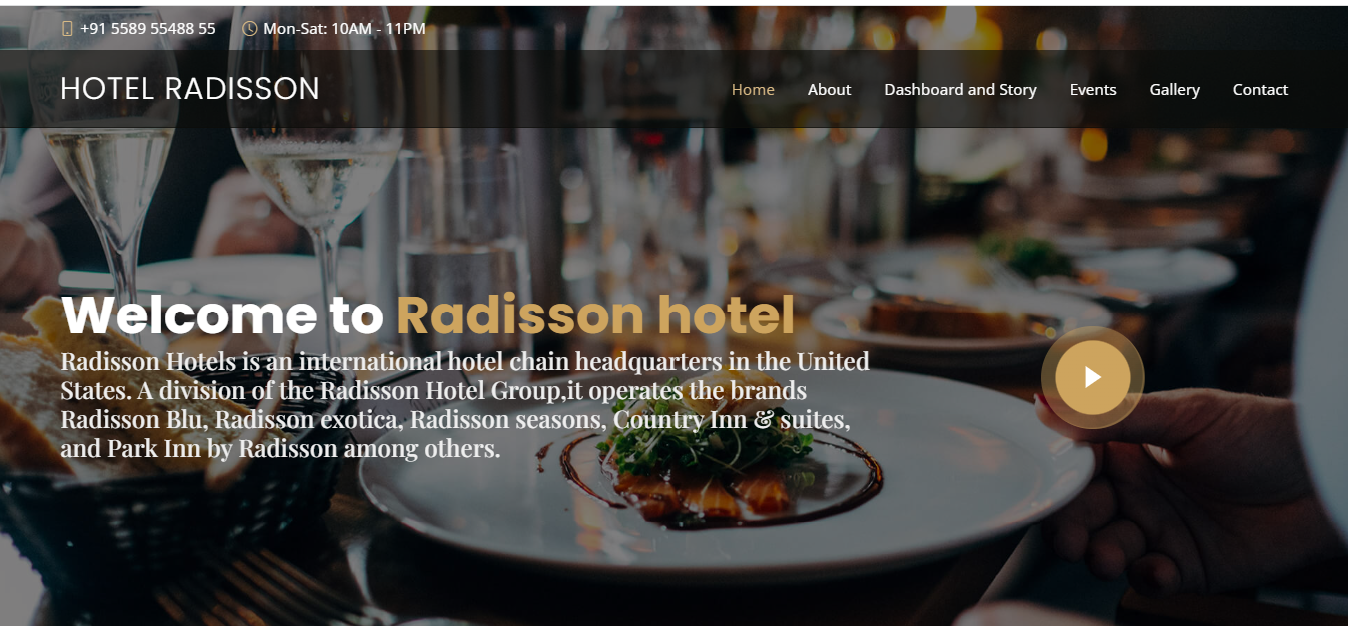 +91 5589 55488 55 Mon-Sat: 10AM - 11PM
HOTEL RADISSON Home About Dashboard and Story Events Gallery Contact
Welcome to Radisson hotel
Radisson Hotels is an international hotel chain headquarters in the United
States. A division of the Radisson Hotel Group,it operates the brands
Radisson Blu, Radisson exotica, Radisson seasons, Country Inn & suites,
and Park Inn by Radisson among others.